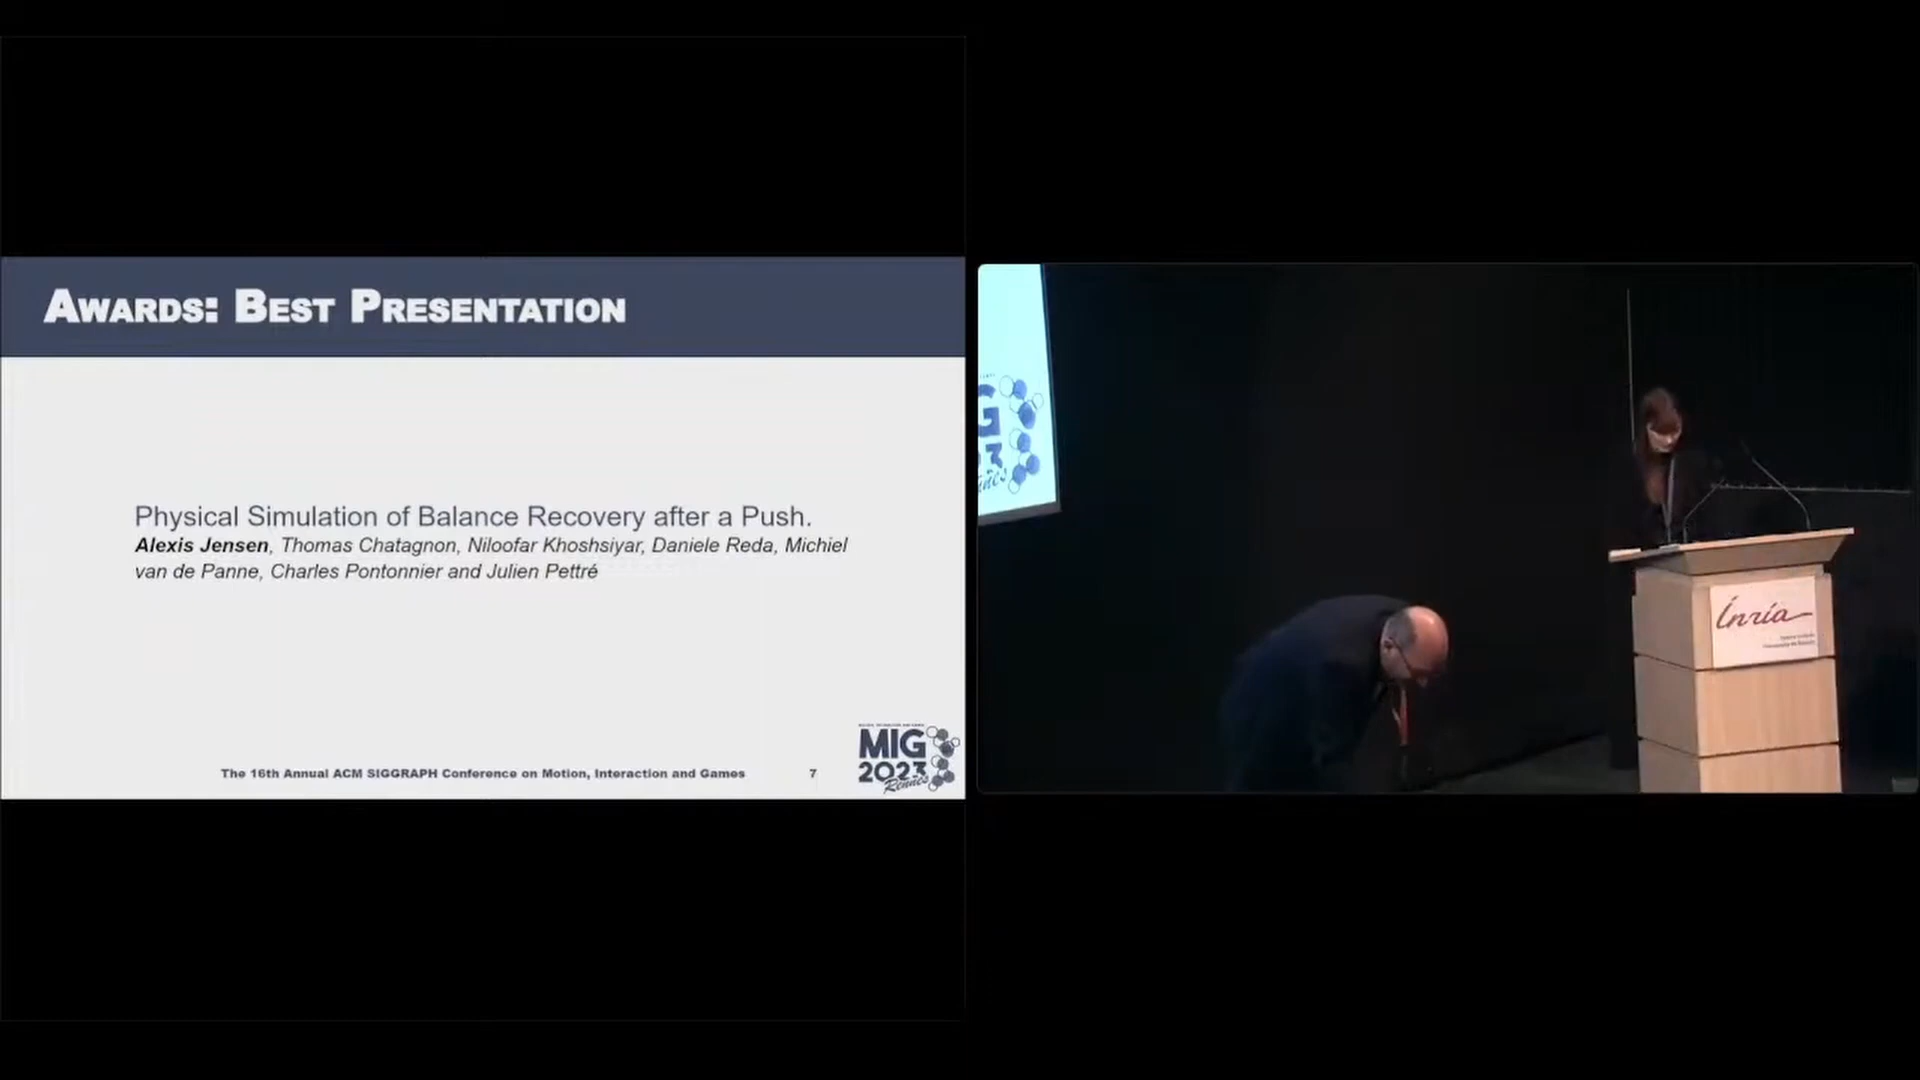 Awards: Best Presentation
Physical Simulation of Balance Recovery after a Push.
Alexis Jensen, Thomas Chatagnon, Niloofar Khoshsiyar, Daniele Reda, Michiel
van de Panne, Charles Pontonnier and Julien Pettré
The 16th Annual ACM SIGGRAPH Conference on Motion, Interaction and Games
7
MIG
2023
Rennes
G
Inria